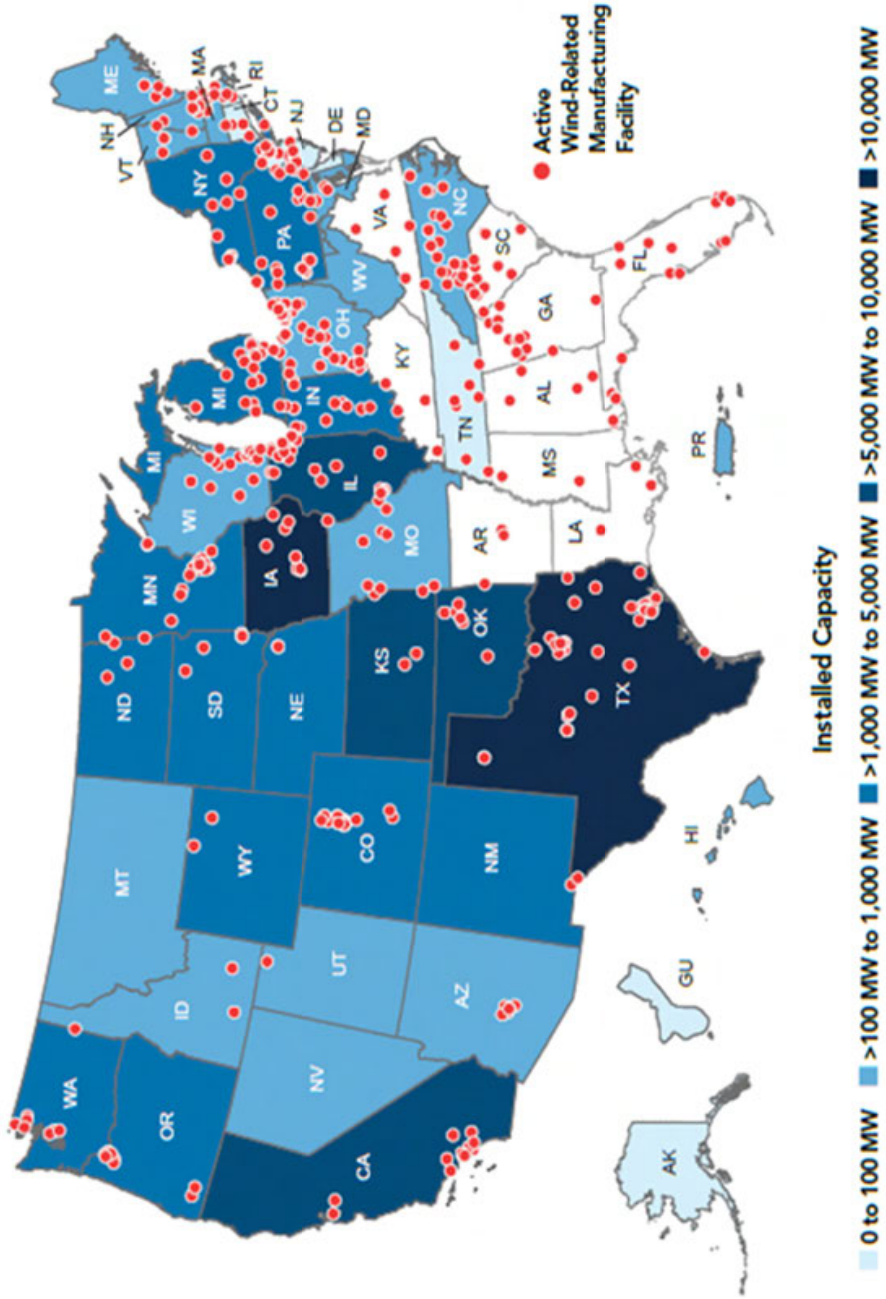 WA
OR
CA
NV
ID
MT
WY
UT
AZ
CO
NM
ND
SD
NE
KS
OK
TX
MN
IA
MO
AR
LA
WI
IL
MI
MI
IN
OH
KY
TN
MS
AL
GA
FL
SC
NC
VA
WV
PA
NY
VT
NH
ME
MA
RI
CT
NJ
DE
MD
Active
Wind-Related
Manufacturing
Facility
AK
GU
HI
PR
Installed Capacity
0 to 100 MW >100 MW to 1,000 MW >1,000 MW to 5,000 MW >5,000 MW to 10,000 MW >10,000 MW